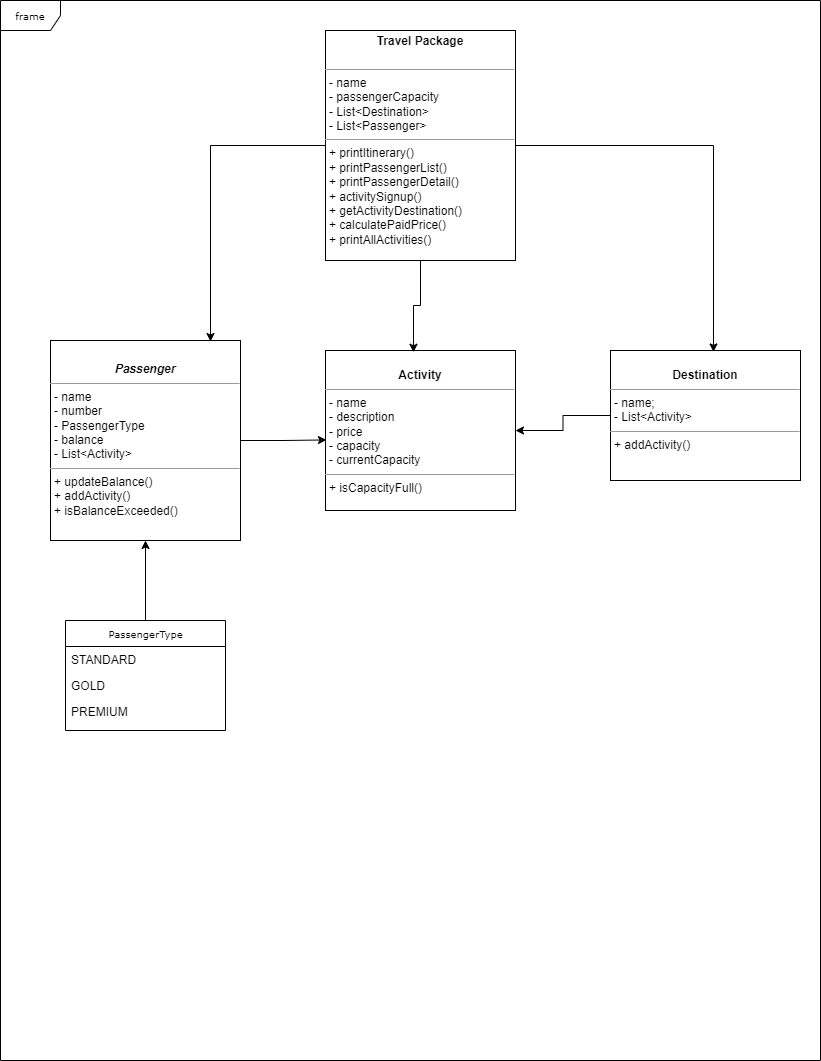 frame
Travel Package
- name
- passengerCapacity
- List<Destination>
- List<Passenger>
+ printItinerary()
+ printPassengerList()
+ printPassengerDetail()
+ activitySignup()
+ getActivityDestination()
+ calculatePaidPrice()
+ printAllActivities()
Passenger
- name
- number
- PassengerType
- balance
- List<Activity>
+ updateBalance()
+ addActivity()
+ isBalanceExceeded()
Activity
- name
- description
- price
- capacity
- currentCapacity
+ isCapacityFull()
Destination
- name;
- List<Activity>
+ addActivity()
PassengerType
STANDARD
GOLD
PREMIUM